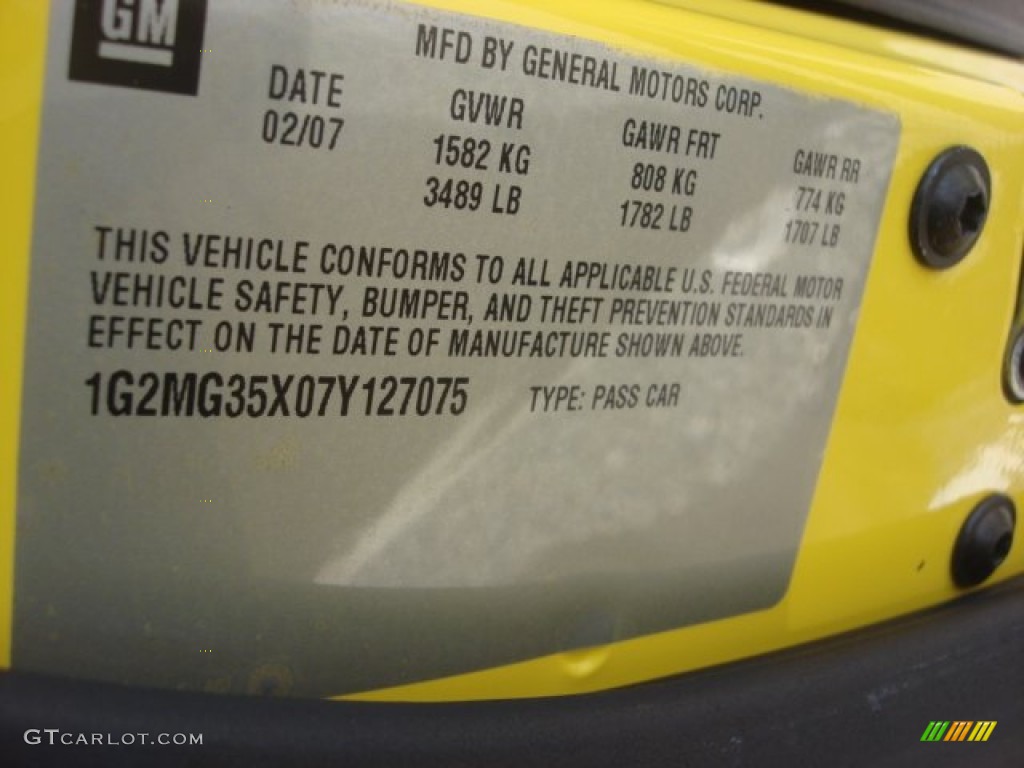 GM
MFD BY GENERAL MOTORS CORP.
DATE GVWR GAWR FRT GAWR RR
02/07 1582 KG 808 KG 774 KG
3489 LB 1782 LB 1707 LB
THIS VEHICLE CONFORMS TO ALL APPLICABLE U.S. FEDERAL MOTOR
VEHICLE SAFETY, BUMPER, AND THEFT PREVENTION STANDARDS IN
EFFECT ON THE DATE OF MANUFACTURE SHOWN ABOVE.
1G2MG35X07Y127075 TYPE: PASS CAR
GTCARLOT.COM